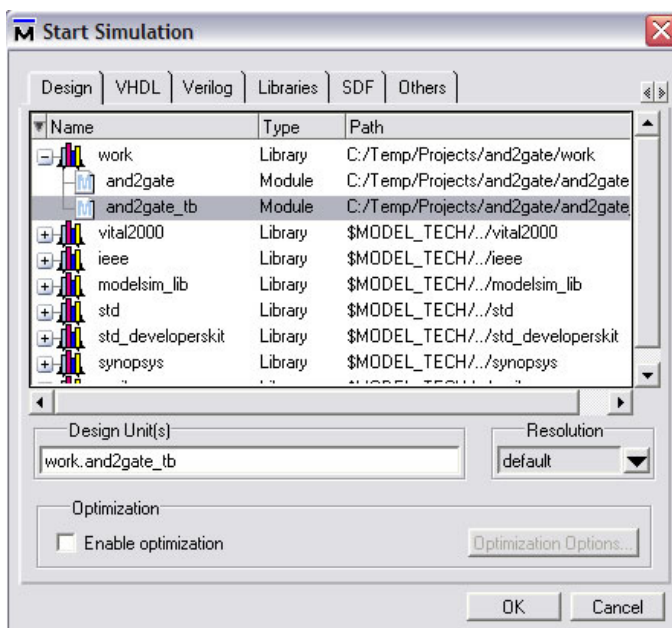 Start Simulation
Design VHDL Verilog Libraries SDF Others
Name Type Path
work Library C:/Temp/Projects/and2gate/work
and2gate Module C:/Temp/Projects/and2gate/and2gate
and2gate_tb Module C:/Temp/Projects/and2gate/and2gate_
vital2000 Library $MODEL_TECH/../vital2000
ieee Library $MODEL_TECH/../ieee
modelsim_lib Library $MODEL_TECH/../modelsim_lib
std Library $MODEL_TECH/../std
std_developerskit Library $MODEL_TECH/../std_developerskit
synopsys Library $MODEL_TECH/../synopsys
Design Unit(s) Resolution
work.and2gate_tb default
Optimization
Enable optimization Optimization Options...
OK Cancel